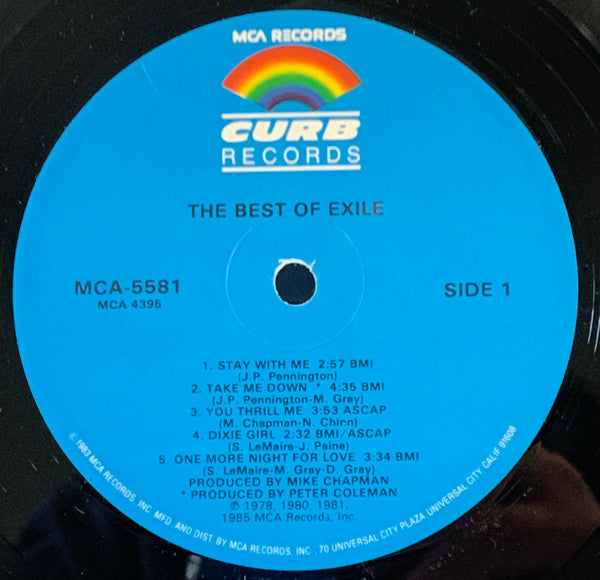 MCA RECORDS
CURB
RECORDS
THE BEST OF EXILE
MCA-5581
MCA 4395
SIDE 1
1. STAY WITH ME 2:57 BMI
(J.P. Pennington)
2. TAKE ME DOWN * 4:35 BMI
(J.P. Pennington-M. Gray)
3. YOU THRILL ME 3:53 ASCAP
(M. Chapman-N. Chinn)
4. DIXIE GIRL 2:32 BMI/ASCAP
(S. LeMaire-J. Paine)
5. ONE MORE NIGHT FOR LOVE 3:34 BMI
(S. LeMaire-M. Gray-D. Gray)
PRODUCED BY MIKE CHAPMAN
* PRODUCED BY PETER COLEMAN
℗ 1978, 1980, 1981,
1985 MCA Records, Inc.
© 1983 MCA RECORDS, INC. MFD. AND DIST. BY MCA RECORDS, INC., 70 UNIVERSAL CITY PLAZA, UNIVERSAL CITY, CALIF. 91608